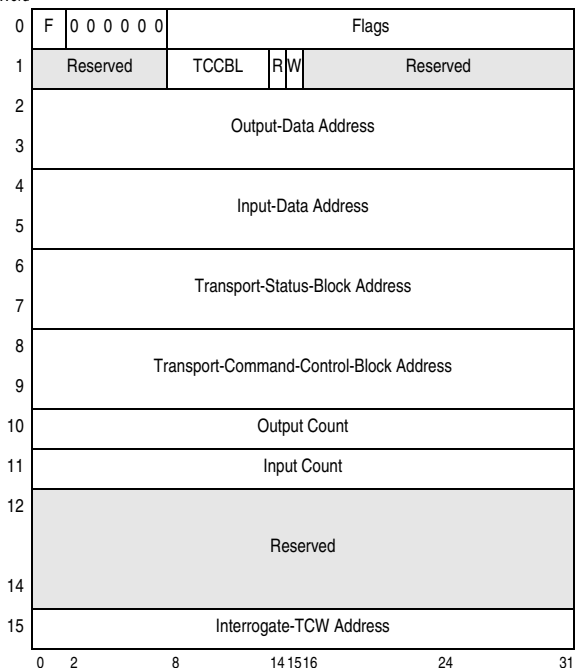 Word
0 F 0 0 0 0 0 0 Flags
1 Reserved TCCBL R W Reserved
2
Output-Data Address
3
4
Input-Data Address
5
6
Transport-Status-Block Address
7
8
Transport-Command-Control-Block Address
9
10 Output Count
11 Input Count
12
Reserved
14
15 Interrogate-TCW Address
0 2 8 14 15 16 24 31